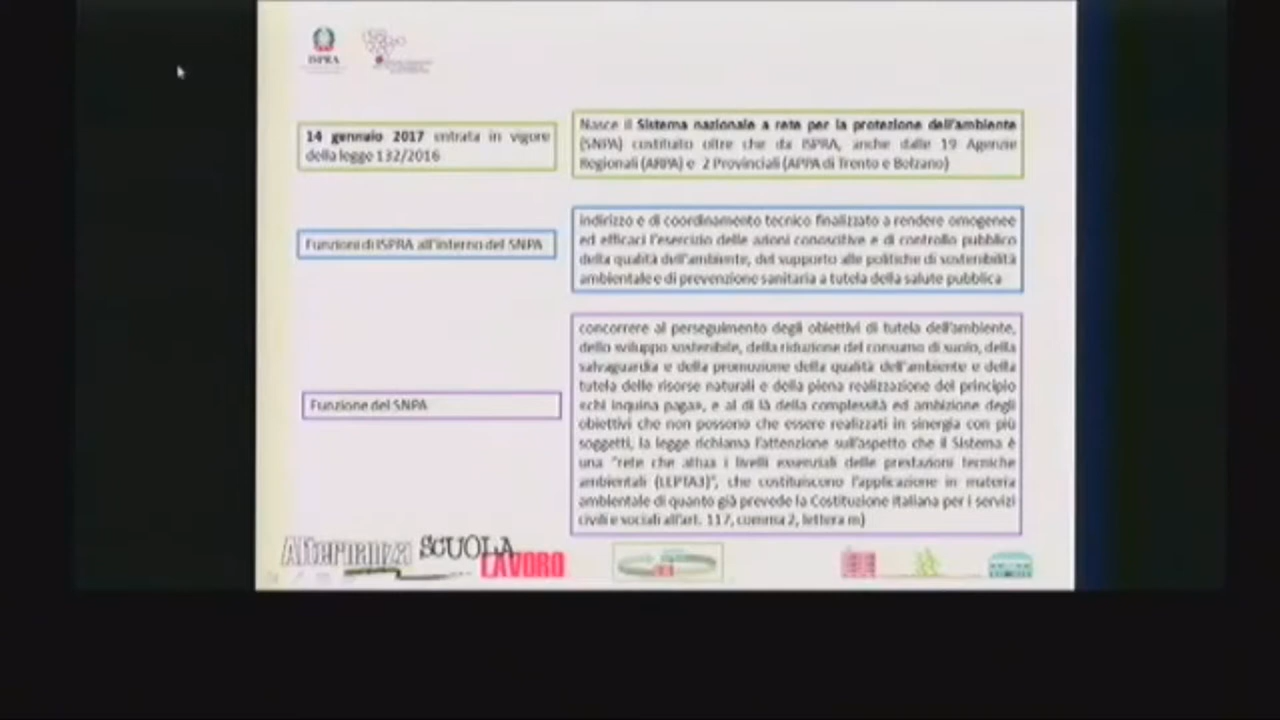 ISPRA
14 gennaio 2017 entrata in vigore
della legge 132/2016
Nasce il Sistema nazionale a rete per la protezione dell'ambiente
(SNPA) costituito oltre che da ISPRA, anche dalle 19 Agenzie
Regionali (ARPA) e 2 Provinciali (APPA di Trento e Bolzano)
Funzioni di ISPRA all'interno del SNPA
indirizzo e di coordinamento tecnico finalizzato a rendere omogenee
ed efficaci l'esercizio delle azioni conoscitive e di controllo pubblico
della qualità dell'ambiente, del supporto alle politiche di sostenibilità
ambientale e di prevenzione sanitaria a tutela della salute pubblica
Funzione del SNPA
concorrere al perseguimento degli obiettivi di tutela dell'ambiente,
dello sviluppo sostenibile, della riduzione del consumo di suolo, della
salvaguardia e della promozione della qualità dell'ambiente e della
tutela delle risorse naturali e della piena realizzazione del principio
«chi inquina paga», e al di là della complessità ed ambizione degli
obiettivi che non possono che essere realizzati in sinergia con più
soggetti, la legge richiama l'attenzione sull'aspetto che il Sistema è
una "rete che attua i livelli essenziali delle prestazioni tecniche
ambientali (LEPTA3)", che costituiscono l'applicazione in materia
ambientale di quanto già prevede la Costituzione italiana per i servizi
civili e sociali all'art. 117, comma 2, lettera m)
Alternanza SCUOLA
LAVORO